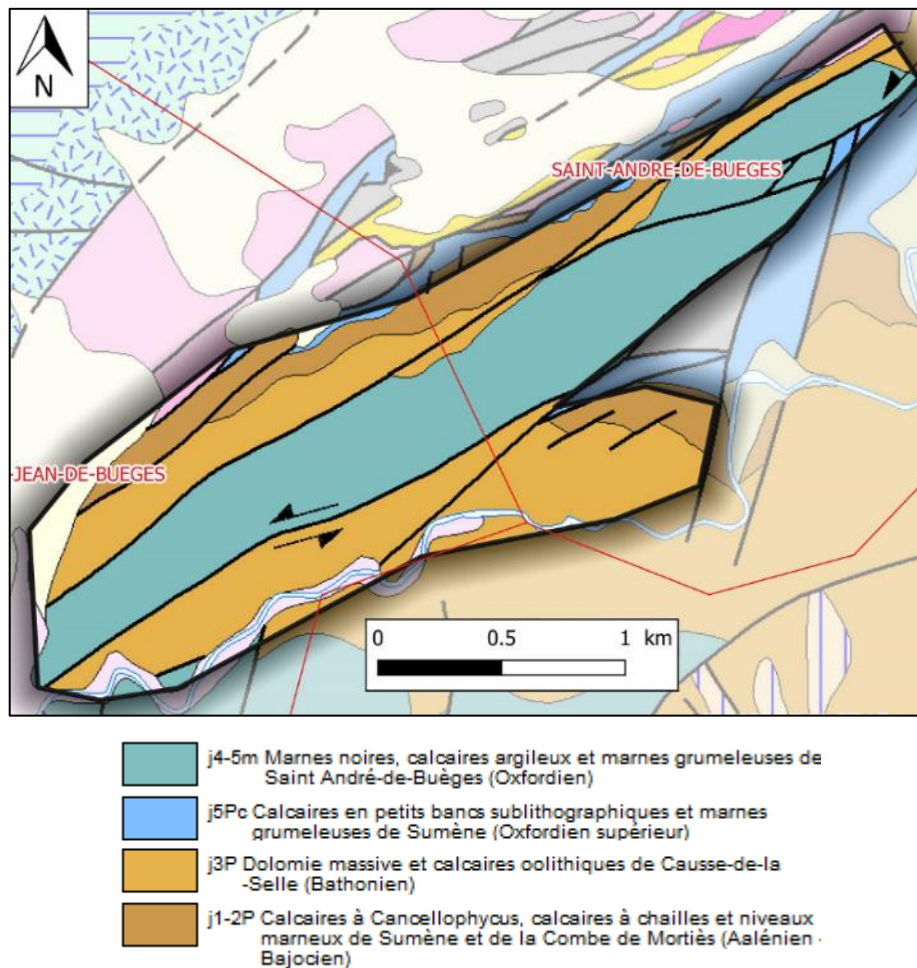 N
SAINT-ANDRE-DE-BUEGES
-JEAN-DE-BUEGES
0 0.5 1 km
j4-5m Marnes noires, calcaires argileux et marnes grumeleuses de
Saint André-de-Buèges (Oxfordien)
j5Pc Calcaires en petits bancs sublithographiques et marnes
grumeleuses de Sumène (Oxfordien supérieur)
j3P Dolomie massive et calcaires oolithiques de Causse-de-la
-Selle (Bathonien)
j1-2P Calcaires à Cancellophycus, calcaires à chailles et niveaux
marneux de Sumène et de la Combe de Mortiès (Aalénien -
Bajocien)